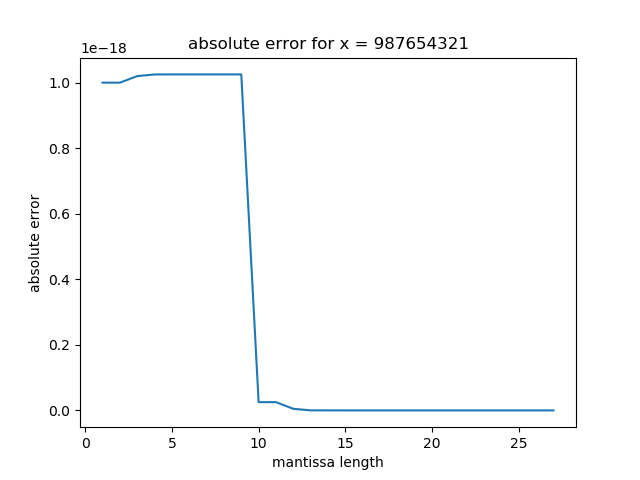 absolute error for x = 987654321
1e−18
1.0
0.8
0.6
0.4
0.2
0.0
absolute error
0 5 10 15 20 25
mantissa length